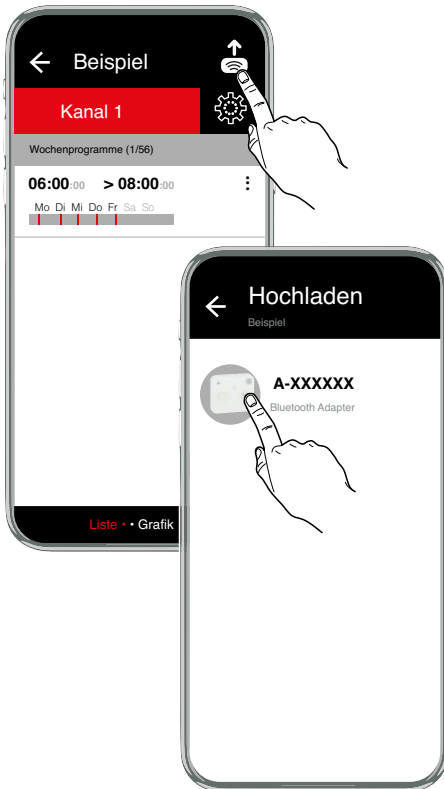 Beispiel
Kanal 1
Wochenprogramme (1/56)
06:00:00 > 08:00:00
Mo Di Mi Do Fr Sa So
Liste • • Grafik
Hochladen
Beispiel
A-XXXXXX
Bluetooth Adapter